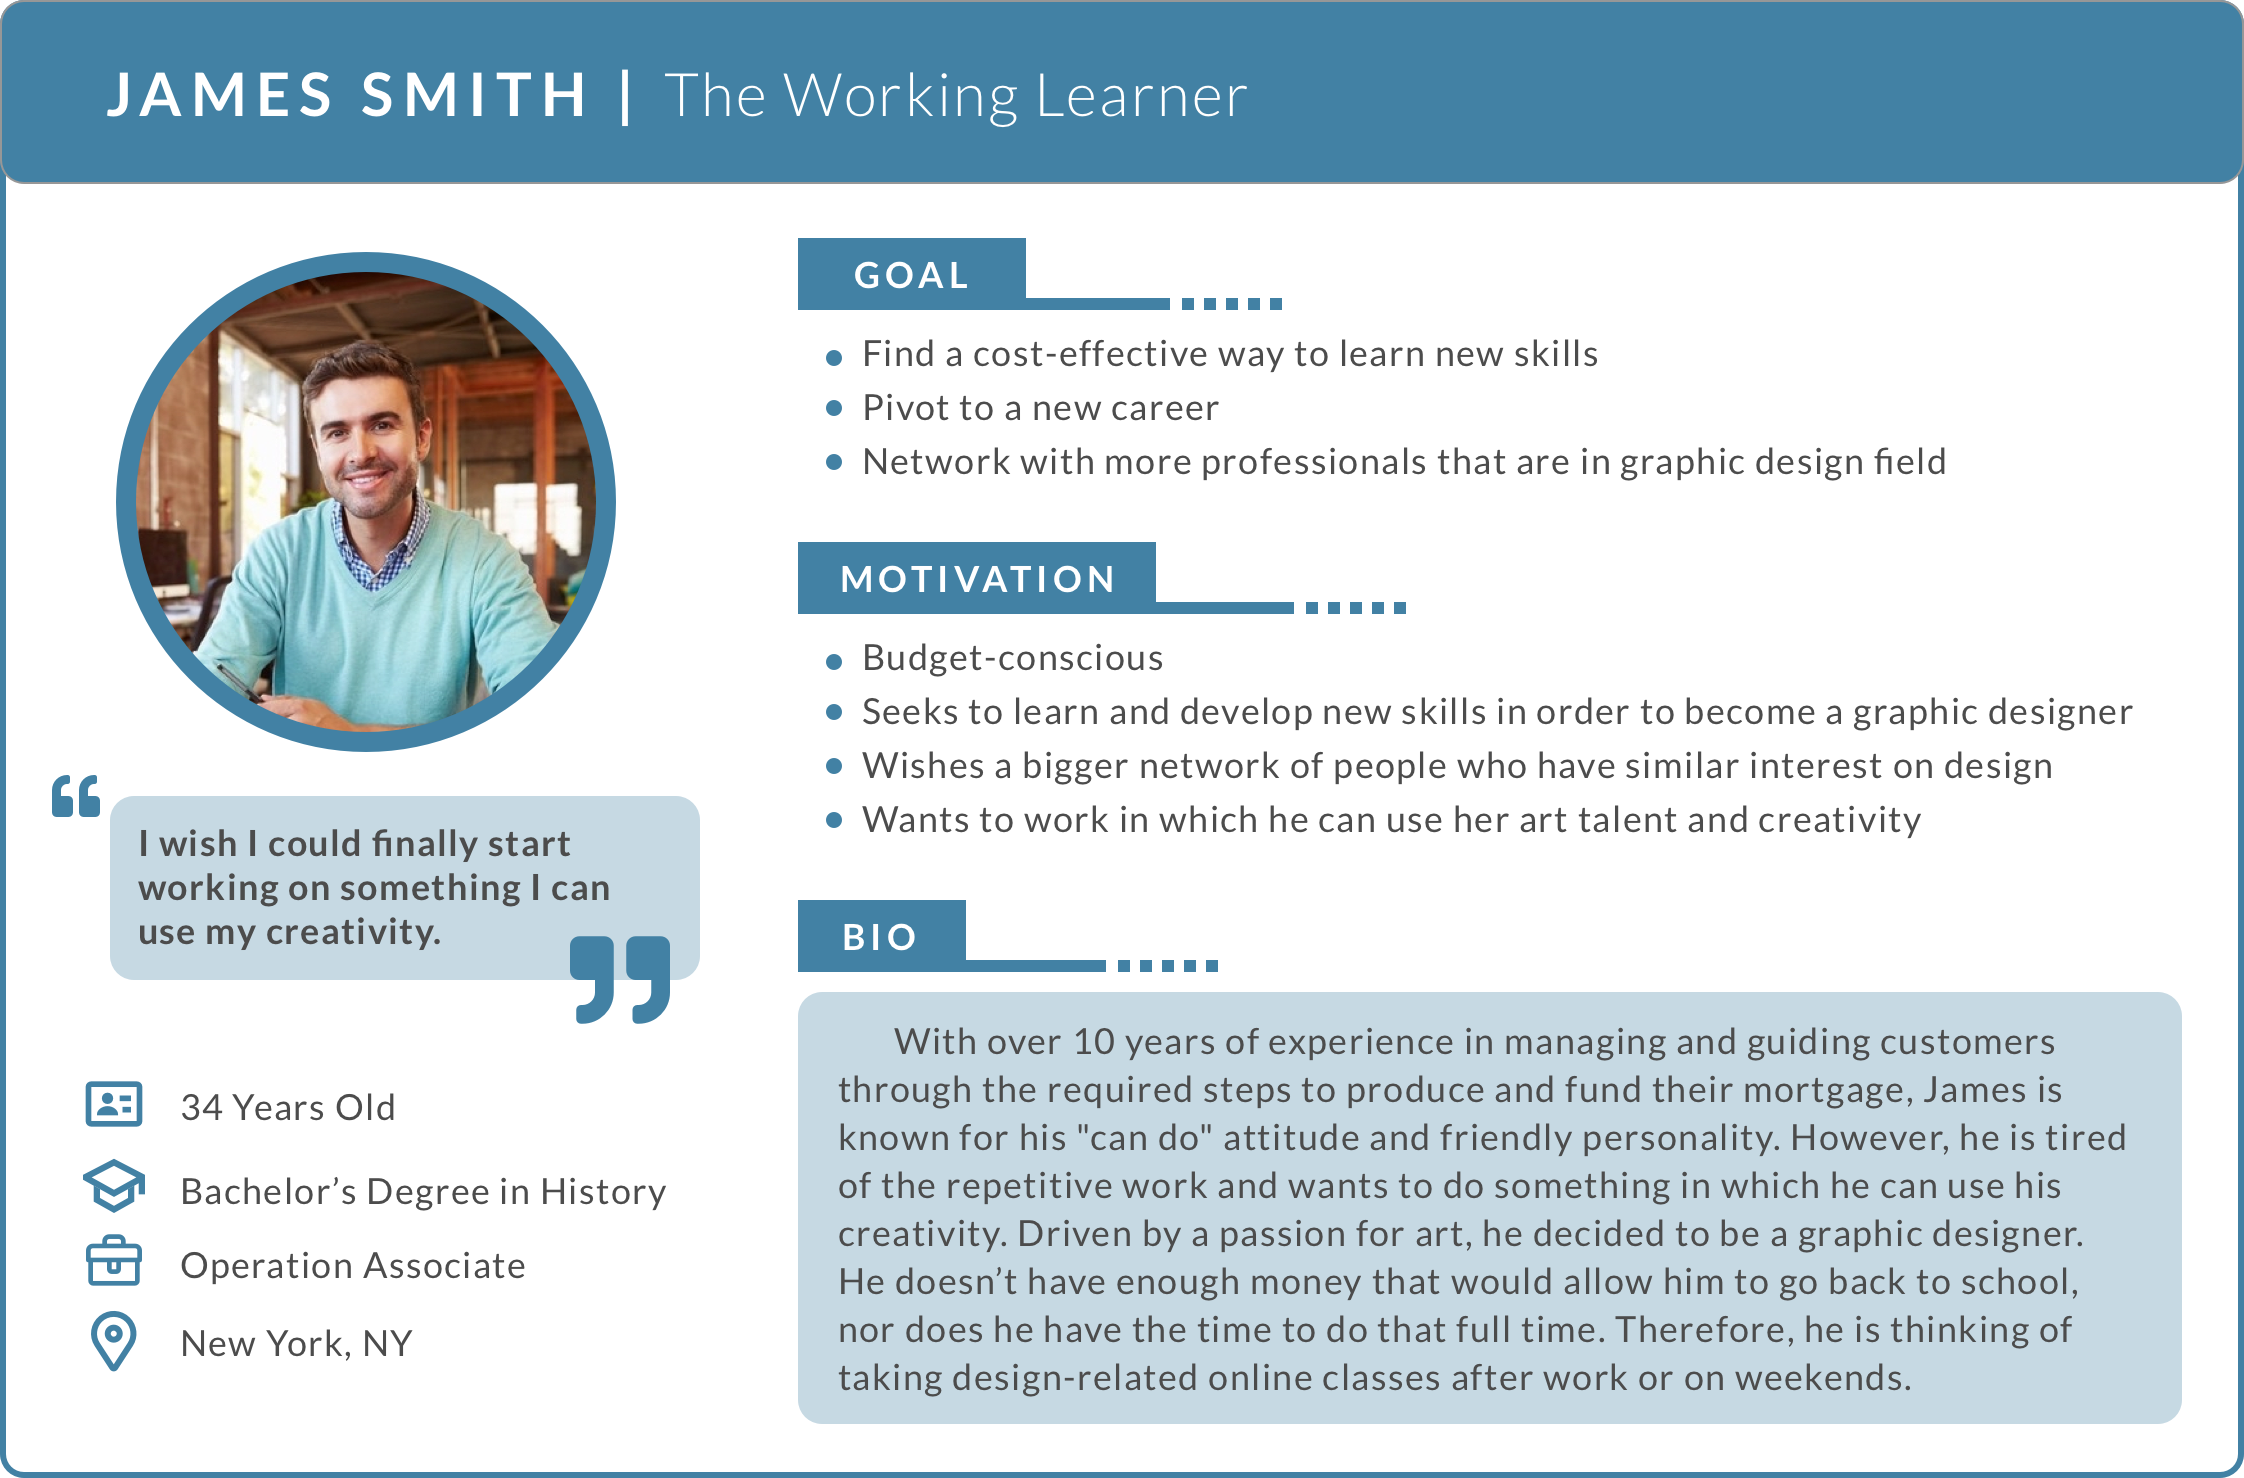 JAMES SMITH | The Working Learner
I wish I could finally start
working on something I can
use my creativity.
34 Years Old
Bachelor’s Degree in History
Operation Associate
New York, NY
GOAL
Find a cost-effective way to learn new skills
Pivot to a new career
Network with more professionals that are in graphic design field
MOTIVATION
Budget-conscious
Seeks to learn and develop new skills in order to become a graphic designer
Wishes a bigger network of people who have similar interest on design
Wants to work in which he can use her art talent and creativity
BIO
With over 10 years of experience in managing and guiding customers
through the required steps to produce and fund their mortgage, James is
known for his "can do" attitude and friendly personality. However, he is tired
of the repetitive work and wants to do something in which he can use his
creativity. Driven by a passion for art, he decided to be a graphic designer.
He doesn’t have enough money that would allow him to go back to school,
nor does he have the time to do that full time. Therefore, he is thinking of
taking design-related online classes after work or on weekends.